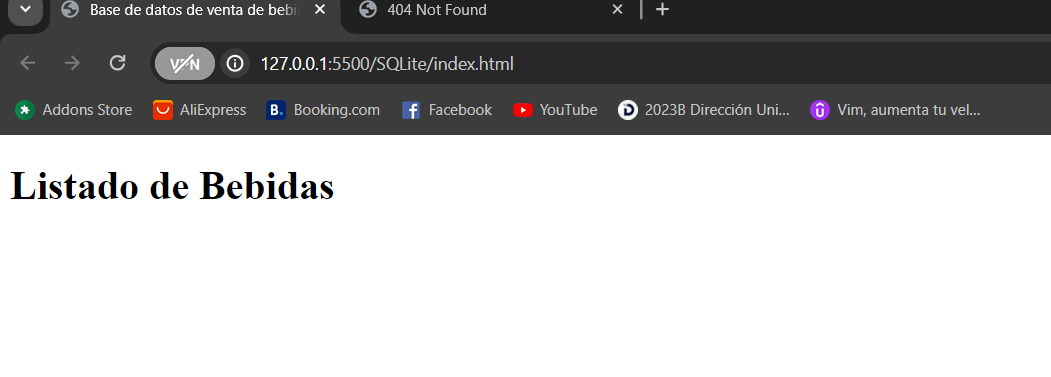 Base de datos de venta de bebi 404 Not Found
VPN 127.0.0.1:5500/SQLite/index.html
Addons Store AliExpress Booking.com Facebook YouTube 2023B Dirección Uni... Vim, aumenta tu vel...
Listado de Bebidas